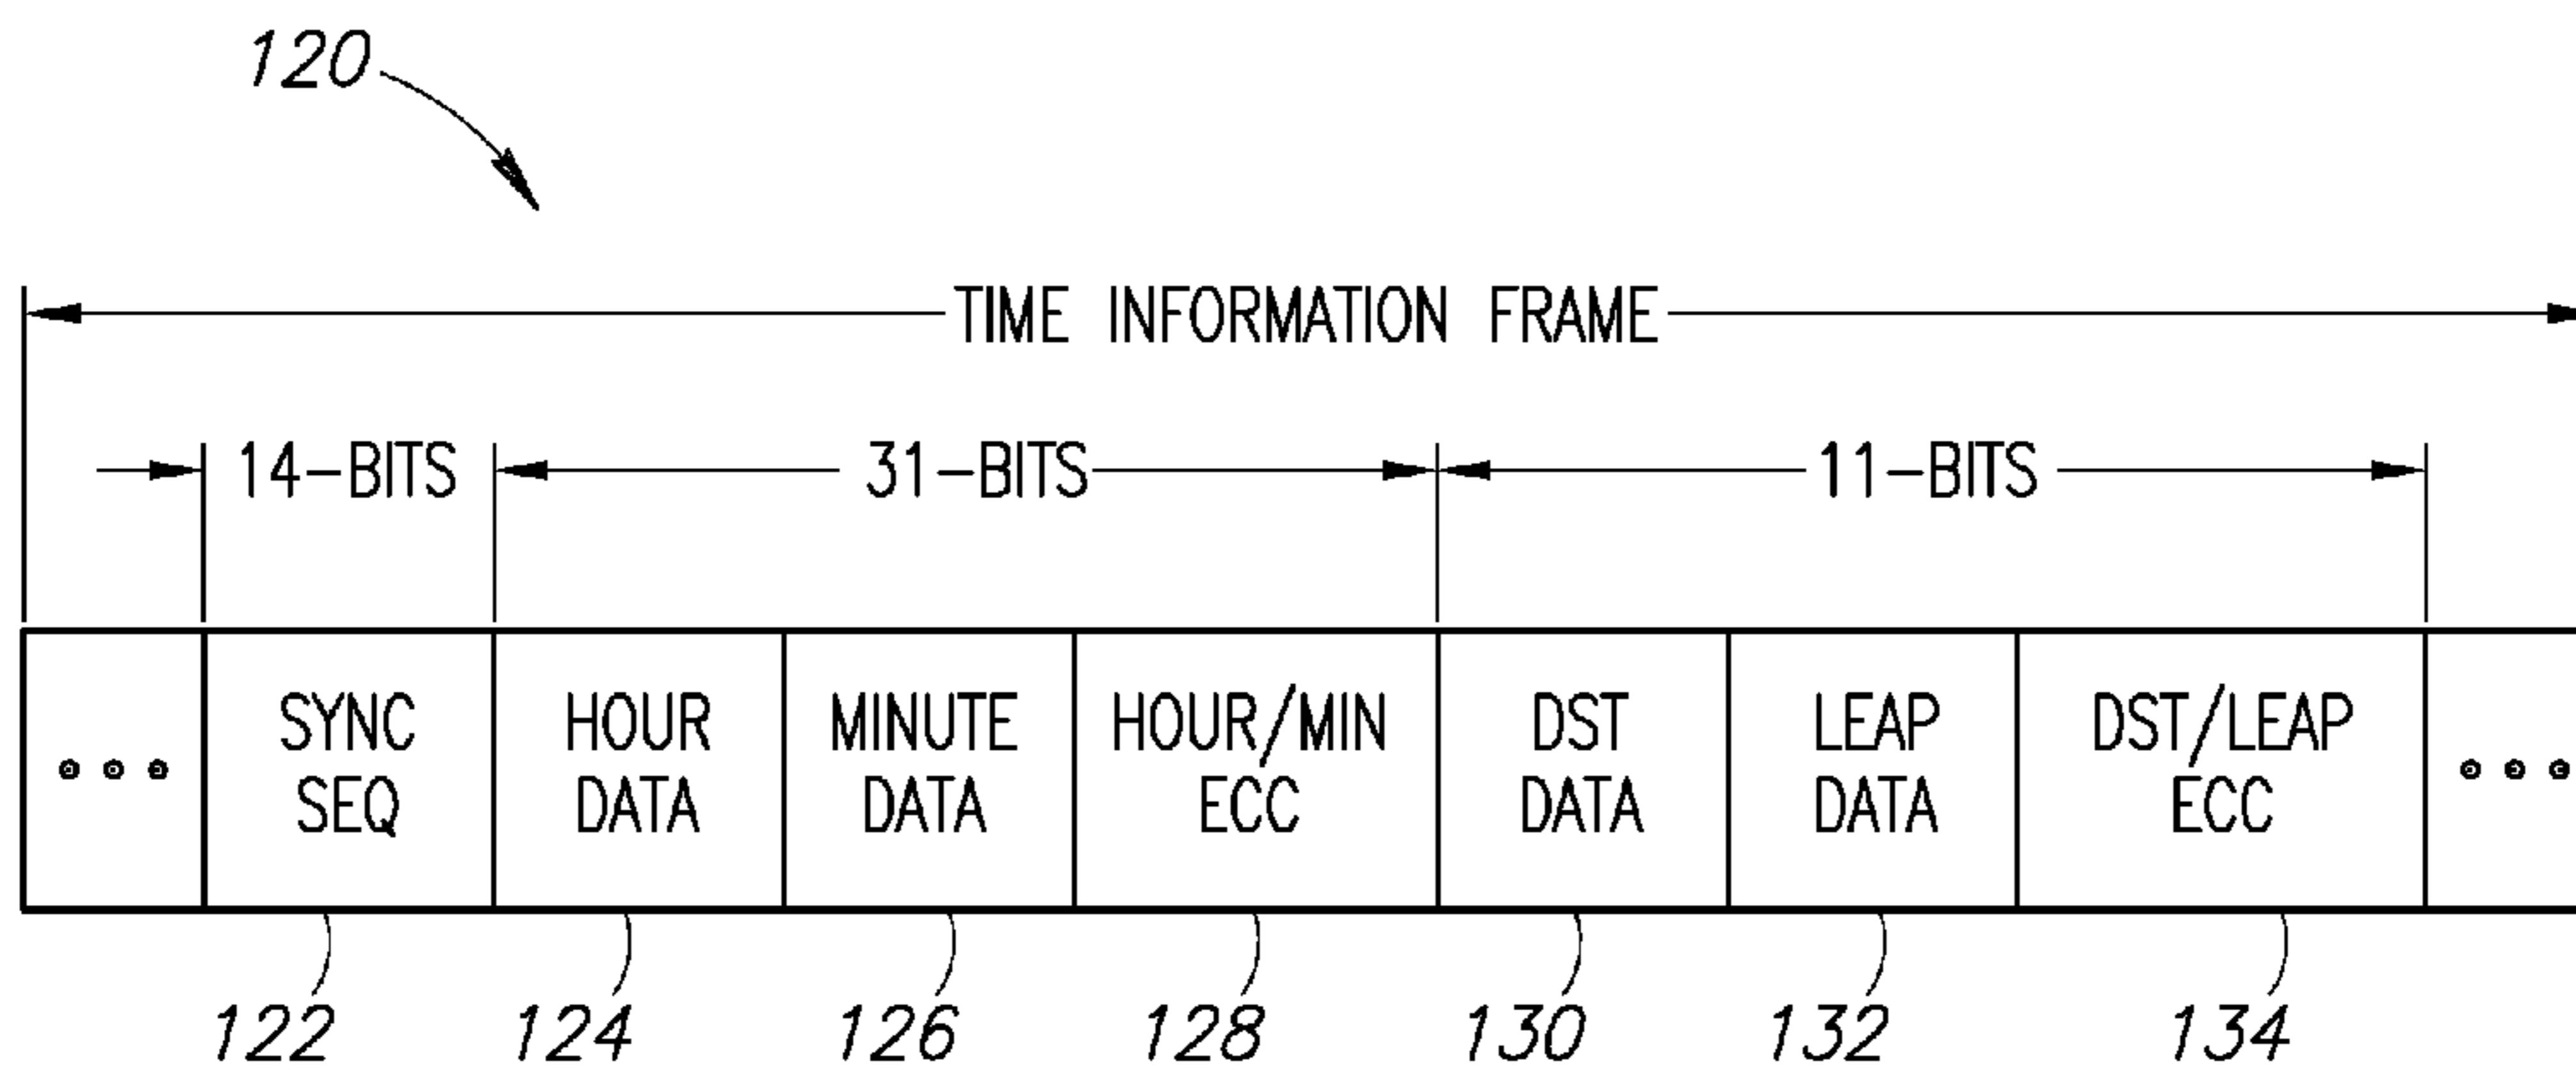 120
TIME INFORMATION FRAME
14-BITS 31-BITS 11-BITS
SYNC SEQ
HOUR DATA
MINUTE DATA
HOUR/MIN ECC
DST DATA
LEAP DATA
DST/LEAP ECC
122 124 126 128 130 132 134